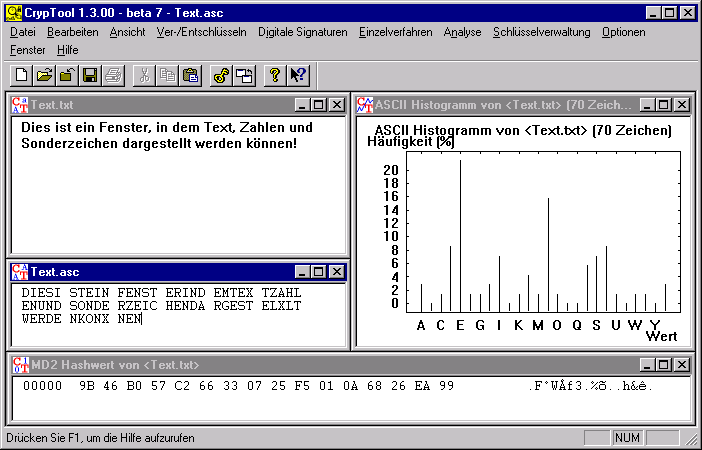 CrypTool 1.3.00 - beta 7 - Text.asc
Datei Bearbeiten Ansicht Ver-/Entschlüsseln Digitale Signaturen Einzelverfahren Analyse Schlüsselverwaltung Optionen
Fenster Hilfe
Text.txt
Dies ist ein Fenster, in dem Text, Zahlen und
Sonderzeichen dargestellt werden können!
ASCII Histogramm von <Text.txt> (70 Zeich...
ASCII Histogramm von <Text.txt> (70 Zeichen)
Häufigkeit (%)
20
18
16
14
12
10
8
6
4
2
0
A C E G I K M O Q S U W Y
Wert
Text.asc
DIESI STEIN FENST ERIND EMTEX TZAHL
ENUND SONDE RZEIC HENDA RGEST ELXLT
WERDE NKONX NEN
MD2 Hashwert von <Text.txt>
00000 9B 46 B0 57 C2 66 33 07 25 F5 01 0A 68 26 EA 99 .F°WÂf3.%õ..h&ê.
Drücken Sie F1, um die Hilfe aufzurufen
NUM